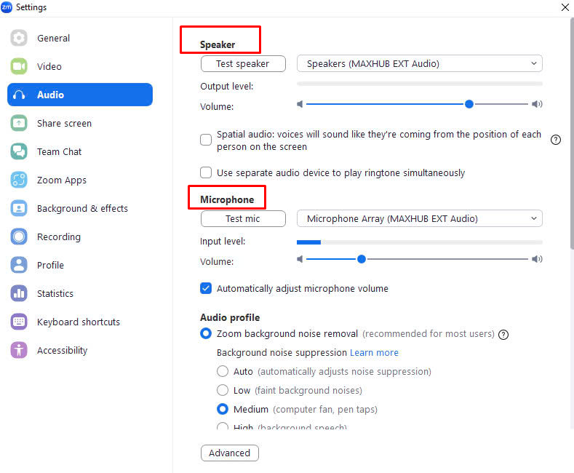 zm Settings
General
Video
Audio
Share screen
Team Chat
Zoom Apps
Background & effects
Recording
Profile
Statistics
Keyboard shortcuts
Accessibility
Speaker
Test speaker Speakers (MAXHUB EXT Audio)
Output level:
Volume:
Spatial audio: voices will sound like they're coming from the position of each
person on the screen
Use separate audio device to play ringtone simultaneously
Microphone
Test mic Microphone Array (MAXHUB EXT Audio)
Input level:
Volume:
Automatically adjust microphone volume
Audio profile
Zoom background noise removal (recommended for most users)
Background noise suppression Learn more
Auto (automatically adjusts noise suppression)
Low (faint background noises)
Medium (computer fan, pen taps)
High (background speech)
Advanced